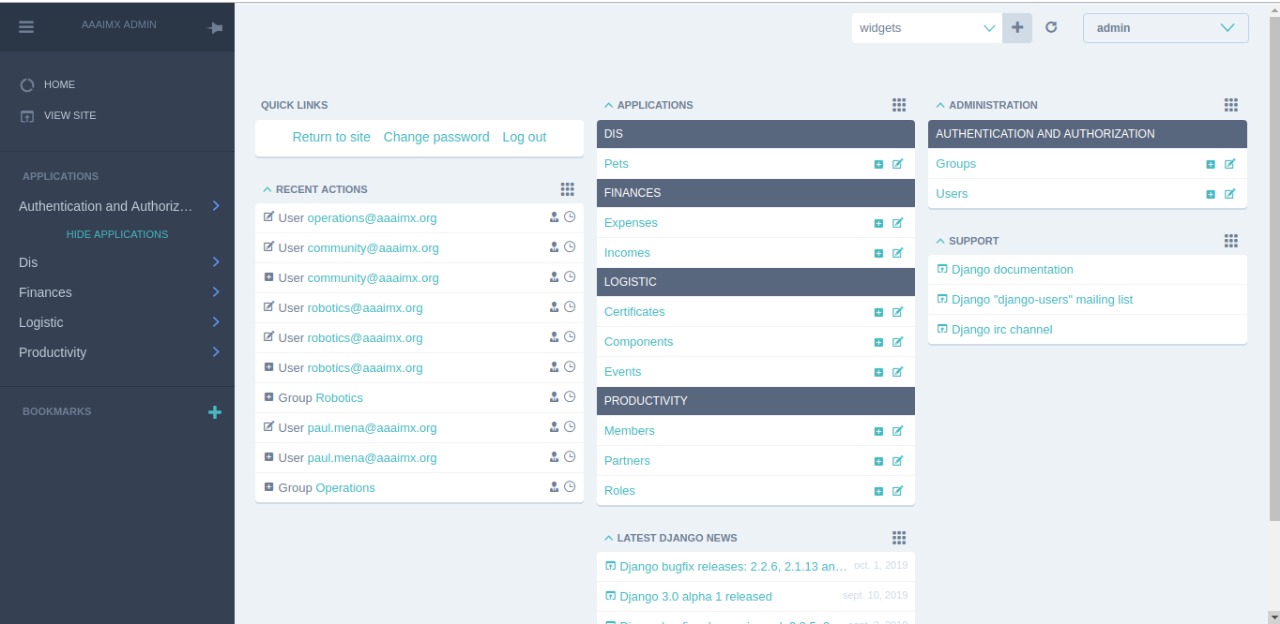 AAAIMX ADMIN
HOME
VIEW SITE
APPLICATIONS
Authentication and Authoriz...
HIDE APPLICATIONS
Dis
Finances
Logistic
Productivity
BOOKMARKS
widgets
admin
QUICK LINKS
Return to site Change password Log out
RECENT ACTIONS
User operations@aaaimx.org
User community@aaaimx.org
User community@aaaimx.org
User robotics@aaaimx.org
User robotics@aaaimx.org
User robotics@aaaimx.org
Group Robotics
User paul.mena@aaaimx.org
User paul.mena@aaaimx.org
Group Operations
APPLICATIONS
DIS
Pets
FINANCES
Expenses
Incomes
LOGISTIC
Certificates
Components
Events
PRODUCTIVITY
Members
Partners
Roles
LATEST DJANGO NEWS
Django bugfix releases: 2.2.6, 2.1.13 an... oct. 1, 2019
Django 3.0 alpha 1 released sept. 10, 2019
ADMINISTRATION
AUTHENTICATION AND AUTHORIZATION
Groups
Users
SUPPORT
Django documentation
Django "django-users" mailing list
Django irc channel